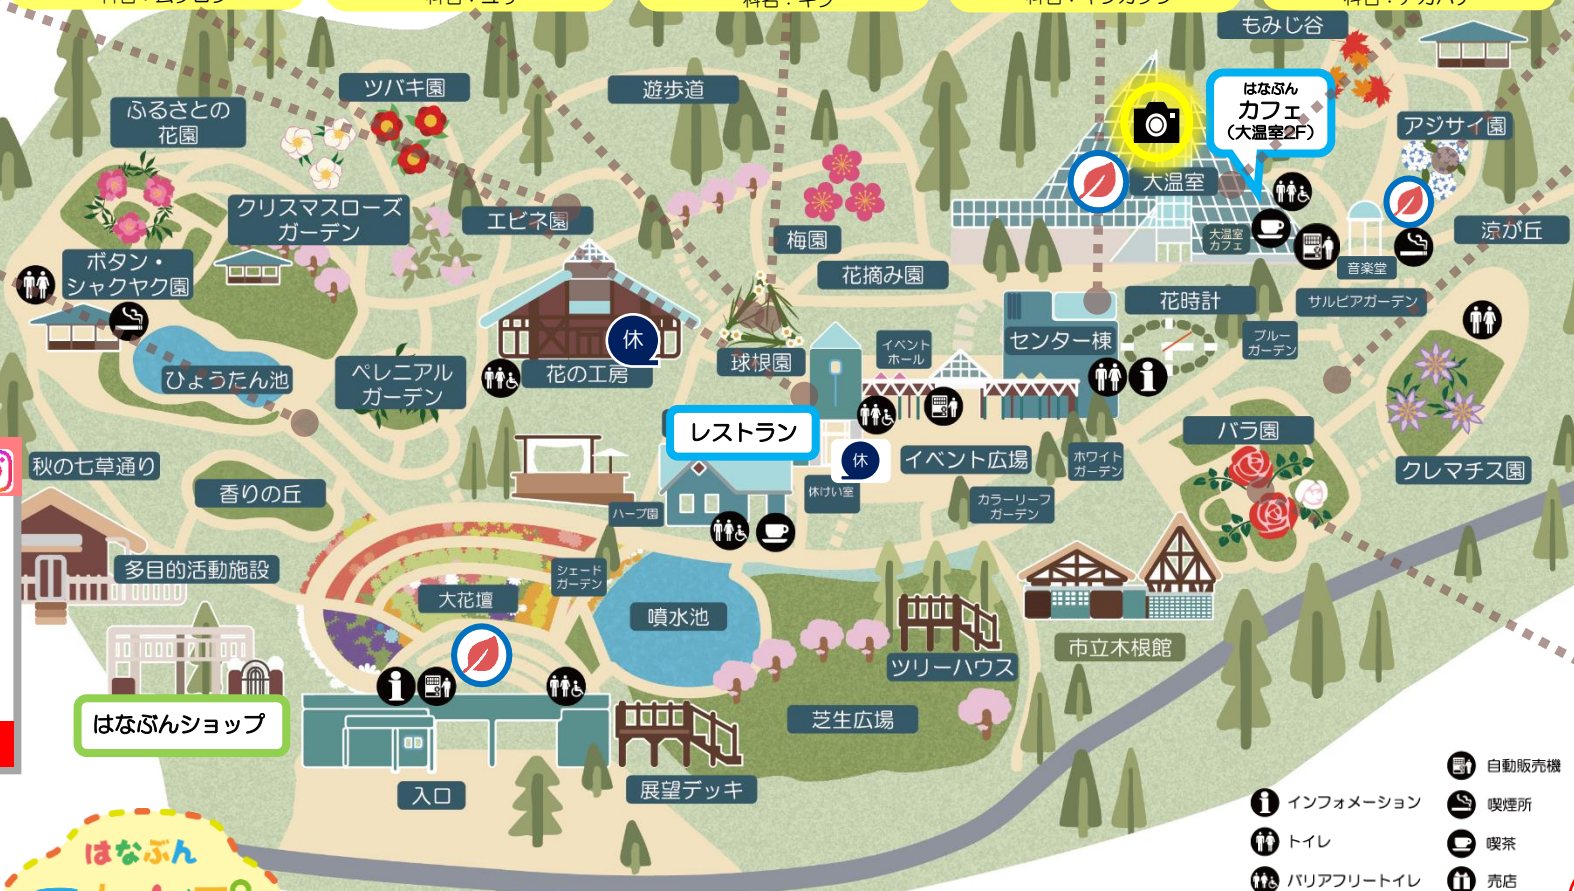 もみじ谷
ツバキ園
遊歩道
はなぶん
カフェ
(大温室2F)
ふるさとの
花園
アジサイ園
大温室
クリスマスローズ
ガーデン
エビネ園
梅園
大温室
カフェ
涼が丘
ボタン・
シャクヤク園
花摘み園
音楽堂
花時計
サルビアガーデン
休
センター棟
ブルー
ガーデン
イベント
ホール
球根園
ひょうたん池
ペレニアル
ガーデン
花の工房
レストラン
バラ園
休
イベント広場
ホワイト
ガーデン
クレマチス園
秋の七草通り
香りの丘
休けい室
カラーリーフ
ガーデン
ハーブ園
多目的活動施設
シェード
ガーデン
大花壇
噴水池
市立木根館
ツリーハウス
はなぶんショップ
芝生広場
入口
展望デッキ
自動販売機
インフォメーション
喫煙所
トイレ
喫茶
バリアフリートイレ
売店
はなぶん